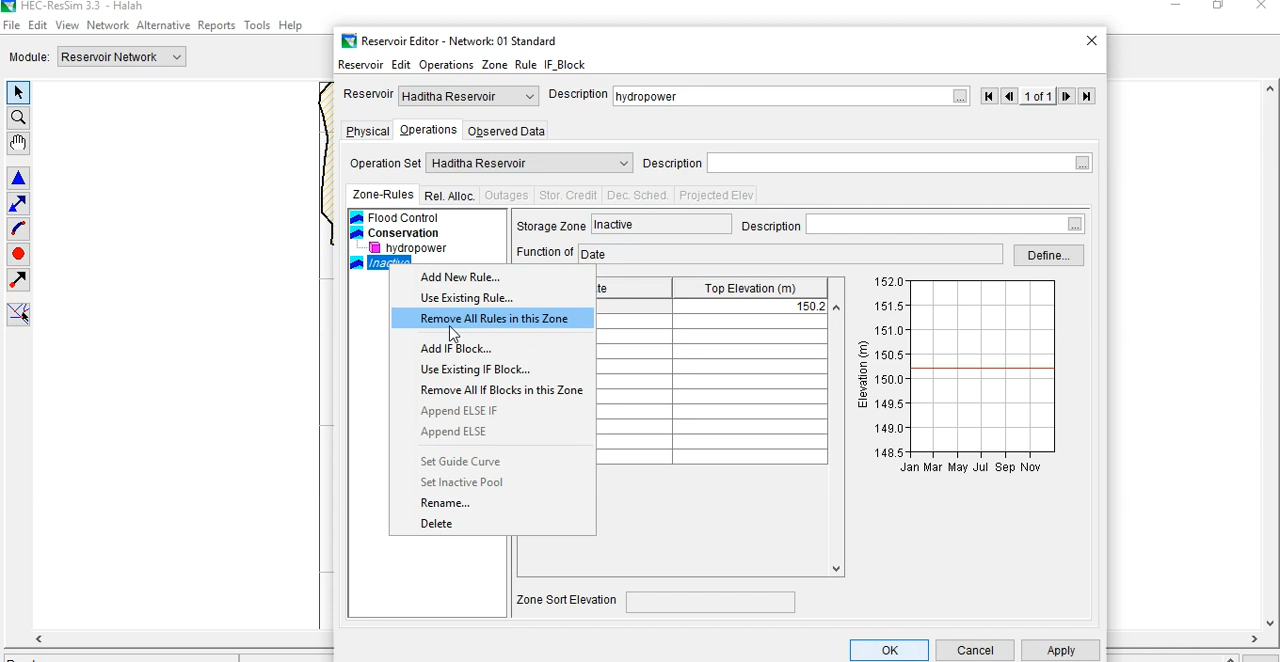 HEC-ResSim 3.3 - Halah
File Edit View Network Alternative Reports Tools Help
Module: Reservoir Network
Reservoir Editor - Network: 01 Standard
Reservoir Edit Operations Zone Rule IF_Block
Reservoir Haditha Reservoir Description hydropower ... 1 of 1
Physical Operations Observed Data
Operation Set Haditha Reservoir Description ...
Zone-Rules Rel. Alloc. Outages Stor. Credit Dec. Sched. Projected Elev
Flood Control
Conservation
hydropower
Inactive
Storage Zone Inactive Description ...
Function of Date Define...
Top Elevation (m)
150.2
Add New Rule...
Use Existing Rule...
Remove All Rules in this Zone
Add IF Block...
Use Existing IF Block...
Remove All If Blocks in this Zone
Append ELSE IF
Append ELSE
Set Guide Curve
Set Inactive Pool
Rename...
Delete
Elevation (m)
152.0
151.5
151.0
150.5
150.0
149.5
149.0
148.5
Jan Mar May Jul Sep Nov
Zone Sort Elevation
OK Cancel Apply